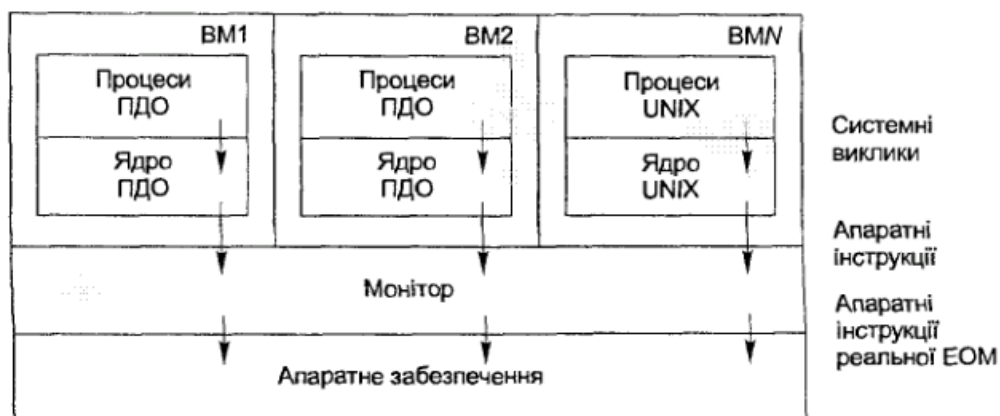 ВМ1
Процеси
ПДО
Ядро
ПДО
ВМ2
Процеси
ПДО
Ядро
ПДО
ВМN
Процеси
UNIX
Ядро
UNIX
Системні
виклики
Апаратні
інструкції
Монітор
Апаратні
інструкції
реальної ЕОМ
Апаратне забезпечення